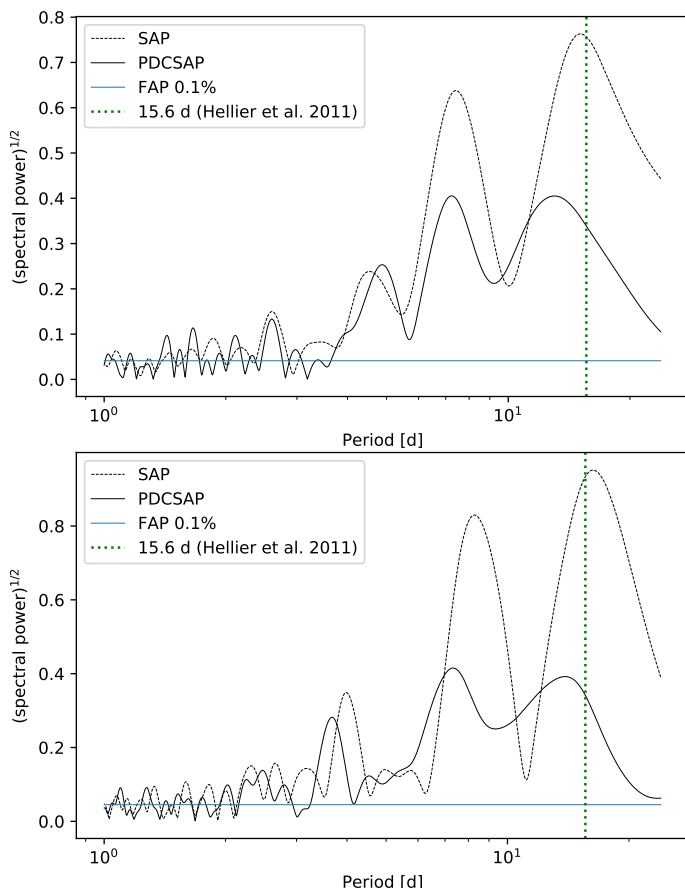 0.8
SAP
PDCSAP
FAP 0.1%
15.6 d (Hellier et al. 2011)
0.7
0.6
0.5
0.4
0.3
0.2
0.1
0.0
(spectral power)^{1/2}
10^0
10^1
Period [d]
SAP
PDCSAP
FAP 0.1%
15.6 d (Hellier et al. 2011)
0.8
0.6
0.4
0.2
0.0
(spectral power)^{1/2}
10^0
10^1
Period [d]